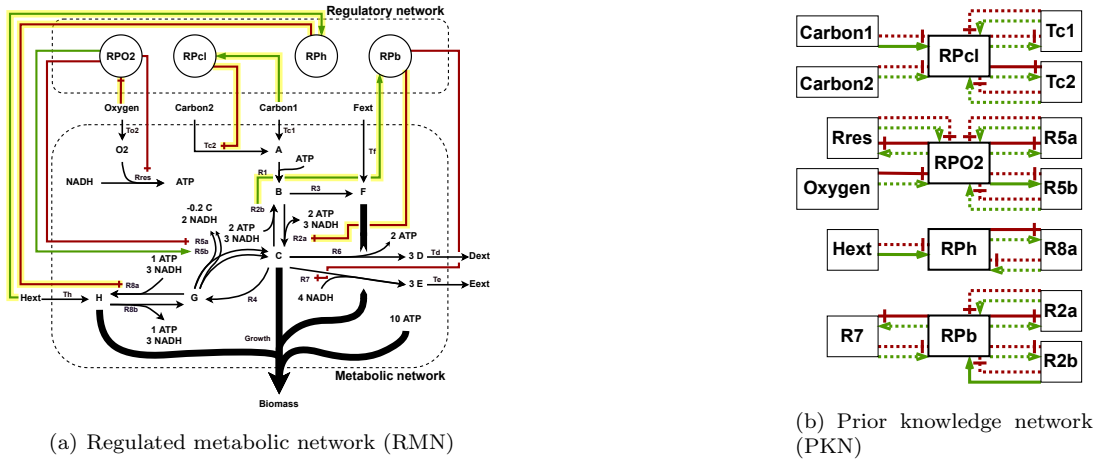 Regulatory network
RPO2
RPcl
RPh
RPb
Oxygen
Carbon2
Carbon1
Fext
To2
Tc2
Tc1
Tf
O2
A
ATP
NADH
Rres
ATP
R1
B
R3
F
-0.2 C
2 NADH
R2b
2 ATP
3 NADH
2 ATP
3 NADH
R2a
2 ATP
R5a
R5b
C
R6
3 D
Td
Dext
1 ATP
3 NADH
R8a
R7
3 E
Te
Eext
Hext
Th
H
G
R4
4 NADH
R8b
1 ATP
3 NADH
10 ATP
Growth
Metabolic network
Biomass
(a) Regulated metabolic network (RMN)
Carbon1
Carbon2
RPcl
Tc1
Tc2
Rres
Oxygen
RPO2
R5a
R5b
Hext
RPh
R8a
R7
RPb
R2a
R2b
(b) Prior knowledge network
(PKN)